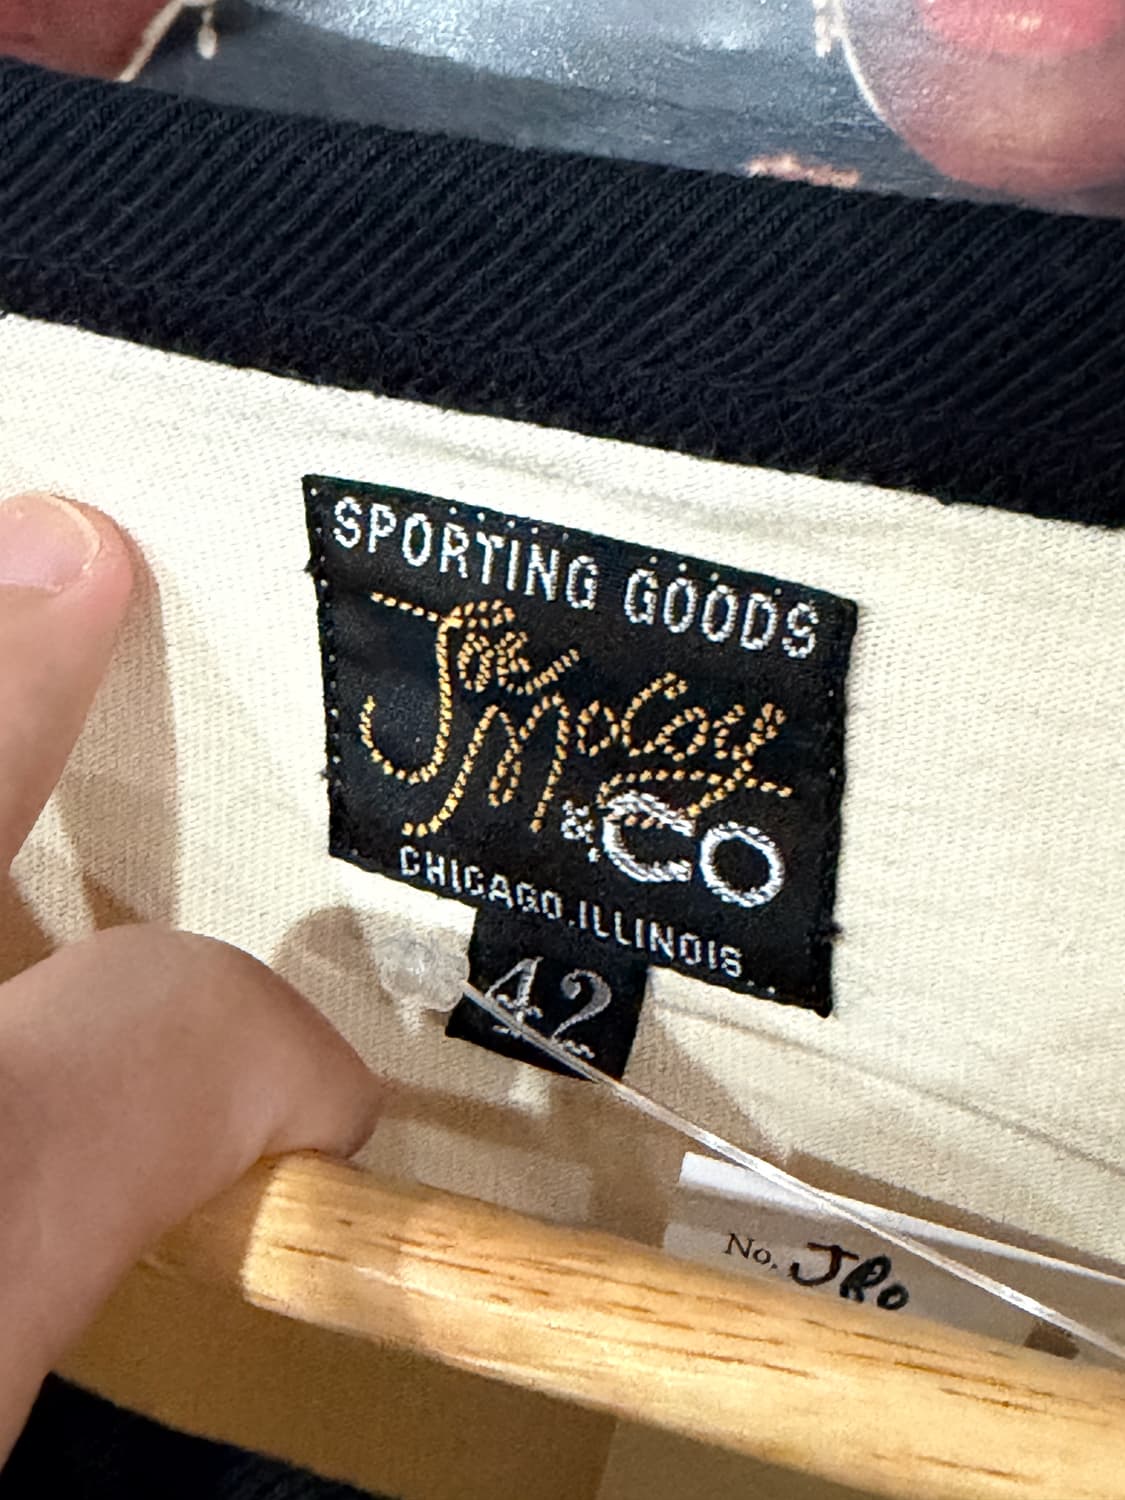 SPORTING GOODS
Joe McCoy
&CO
CHICAGO.ILLINOIS
42
No.